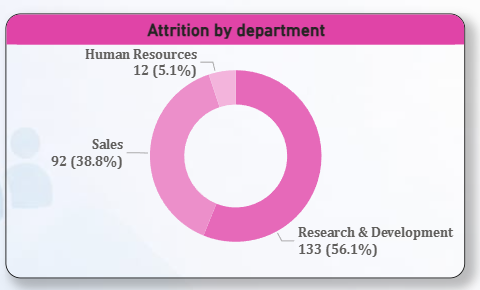 Attrition by department
Human Resources
12 (5.1%)
Sales
92 (38.8%)
Research & Development
133 (56.1%)